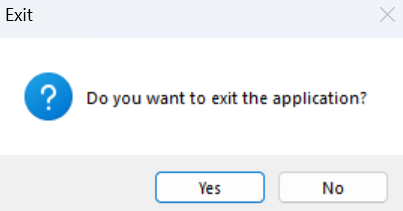 Exit
Do you want to exit the application?
Yes
No